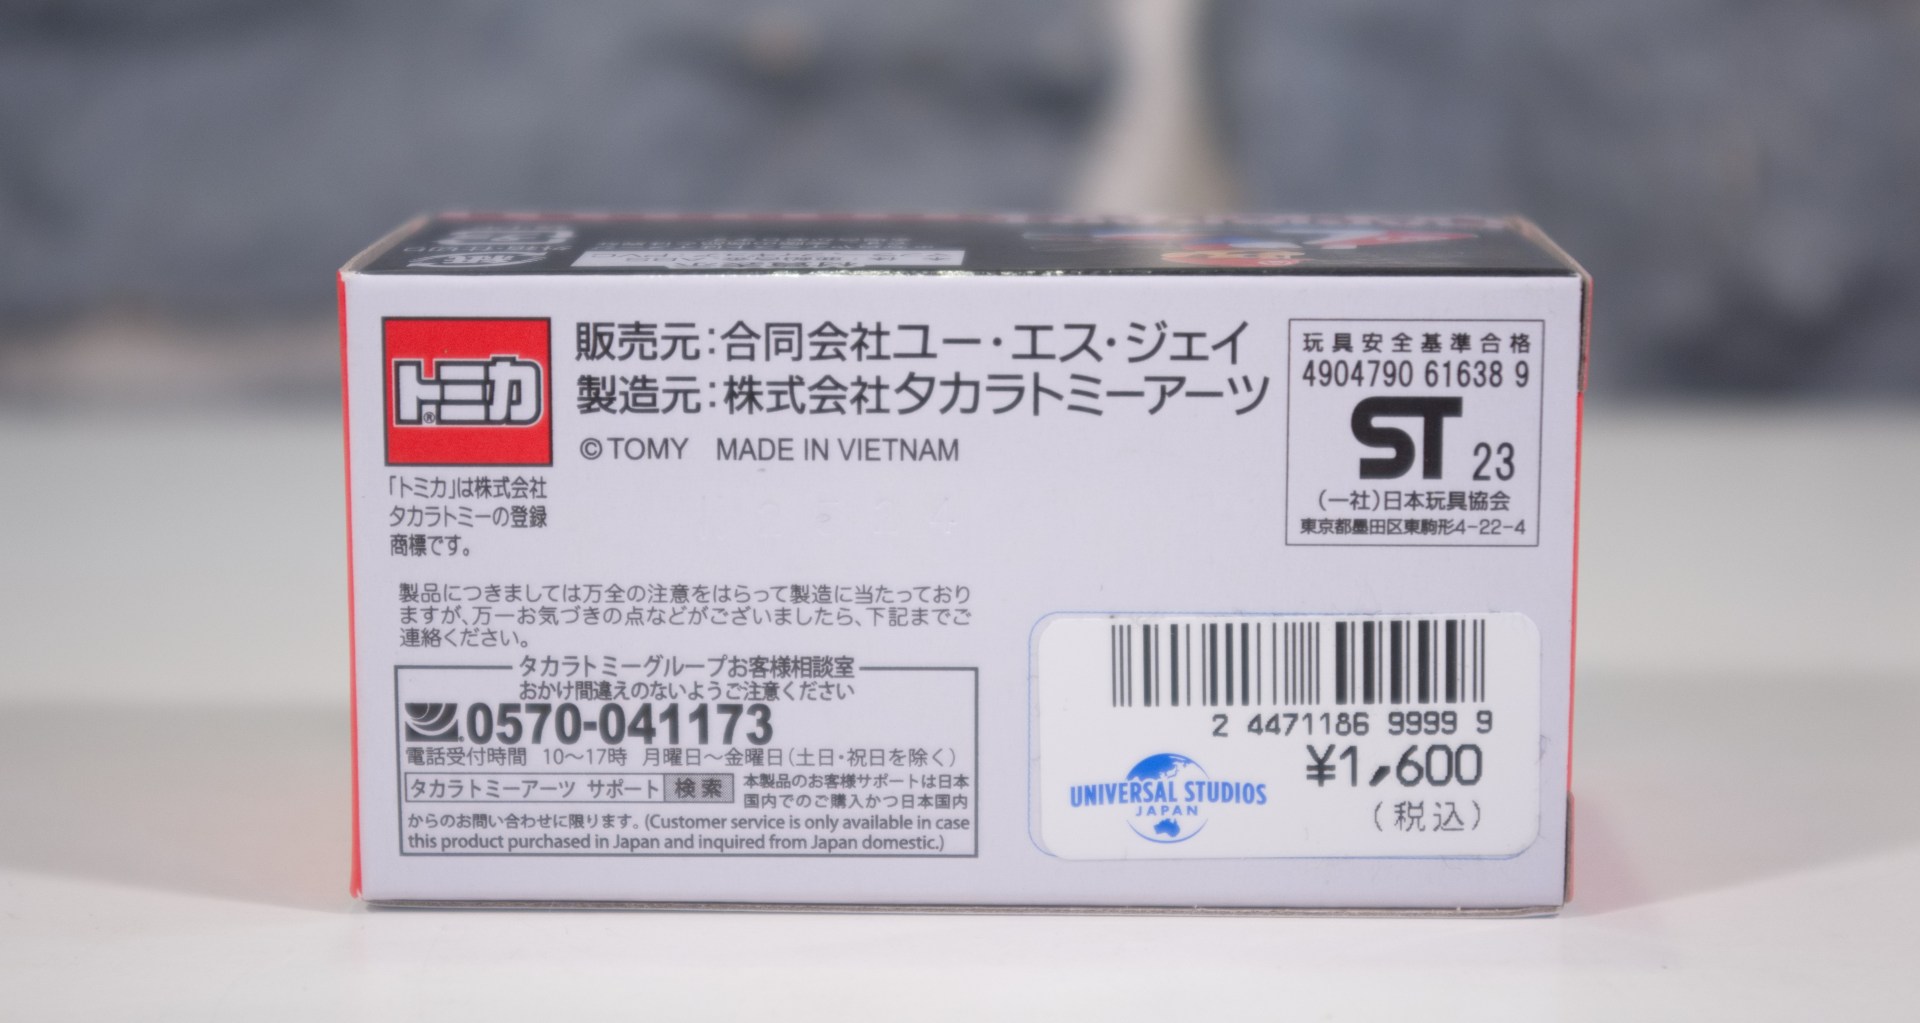 トミカ®
「トミカ」は株式会社
タカラトミーの登録
商標です。
販売元：合同会社ユー・エス・ジェイ
製造元：株式会社タカラトミーアーツ
© TOMY MADE IN VIETNAM
玩具安全基準合格
4904790 61638 9
ST 23
(一社)日本玩具協会
東京都墨田区東駒形4-22-4
製品につきましては万全の注意をはらって製造に当たっており
ますが、万一お気づきの点などがございましたら、下記までご
連絡ください。
タカラトミーグループお客様相談室
おかけ間違えのないようご注意ください
0570-041173
電話受付時間 10〜17時 月曜日〜金曜日(土日・祝日を除く)
タカラトミーアーツ サポート 検索 本製品のお客様サポートは日本
国内でのご購入かつ日本国内
からのお問い合わせに限ります。(Customer service is only available in case
this product purchased in Japan and inquired from Japan domestic.)
2 4471186 9999 9
¥1,600
(税込)
UNIVERSAL STUDIOS
JAPAN